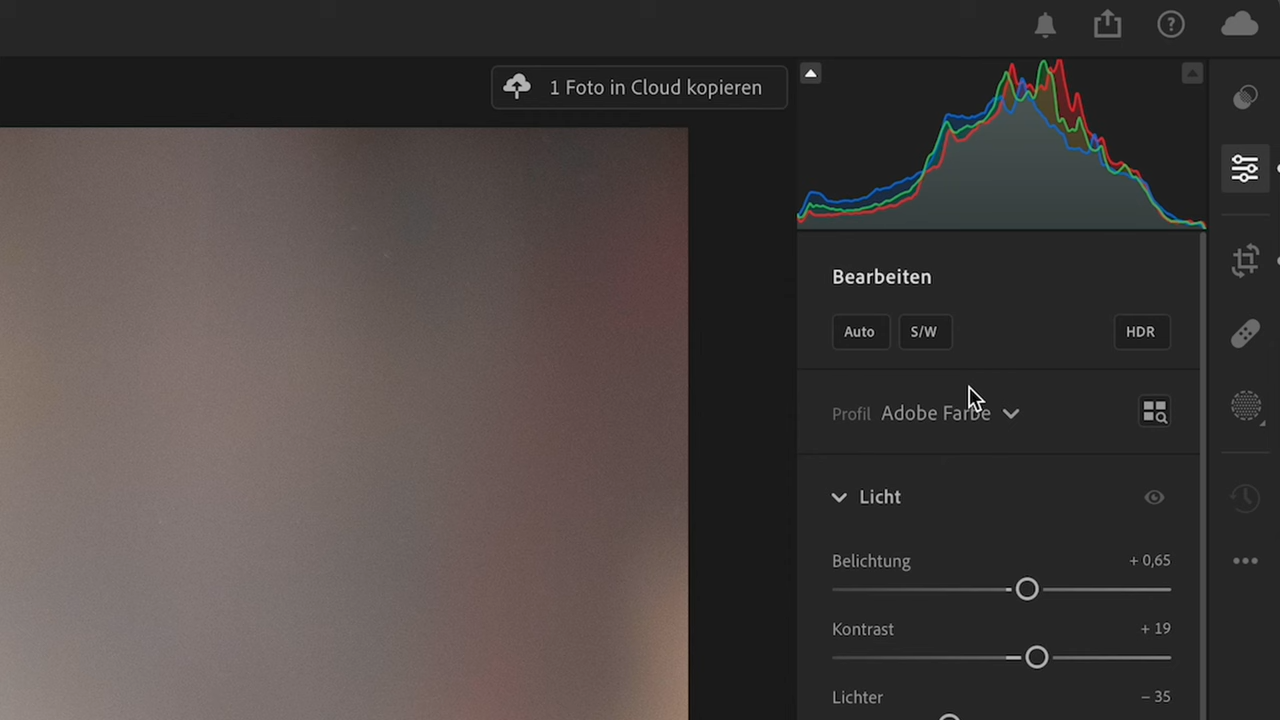 1 Foto in Cloud kopieren
Bearbeiten
Auto S/W HDR
Profil Adobe Farbe
Licht
Belichtung + 0,65
Kontrast + 19
Lichter – 35